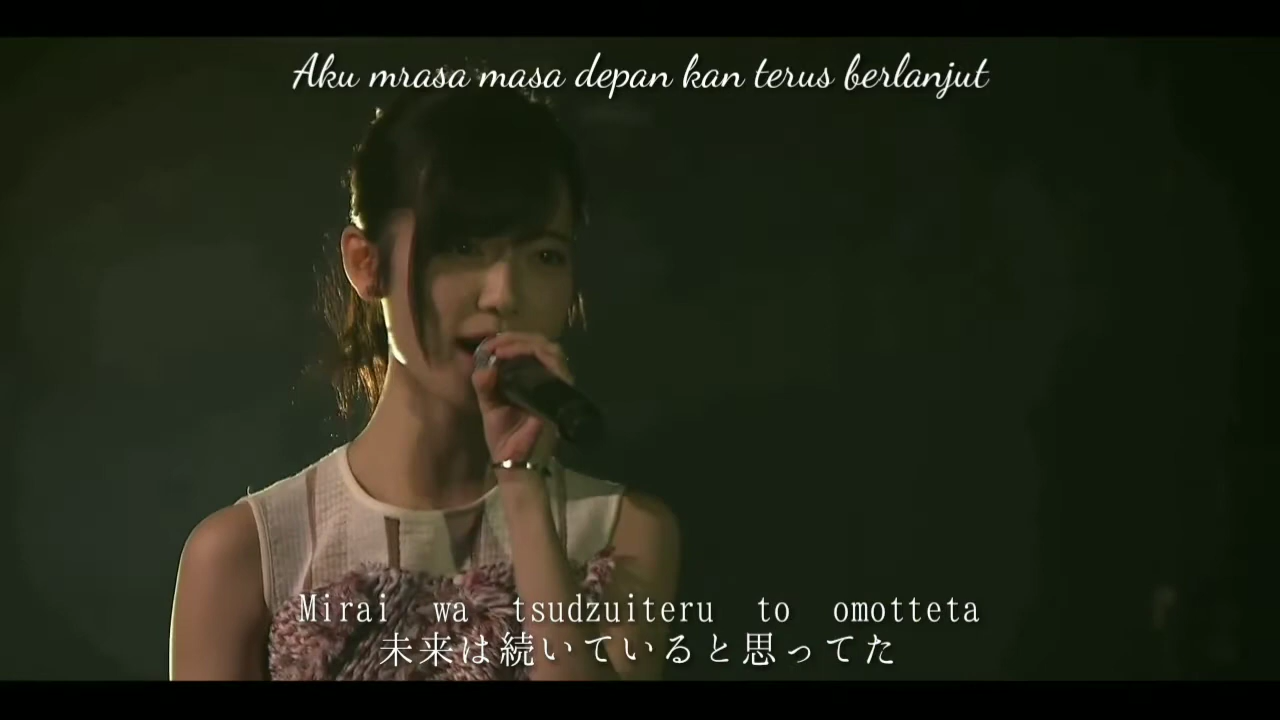 Aku mrasa masa depan kan terus berlanjut
Mirai wa tsudzuiteru to omotteta
未来は続いていると思ってた